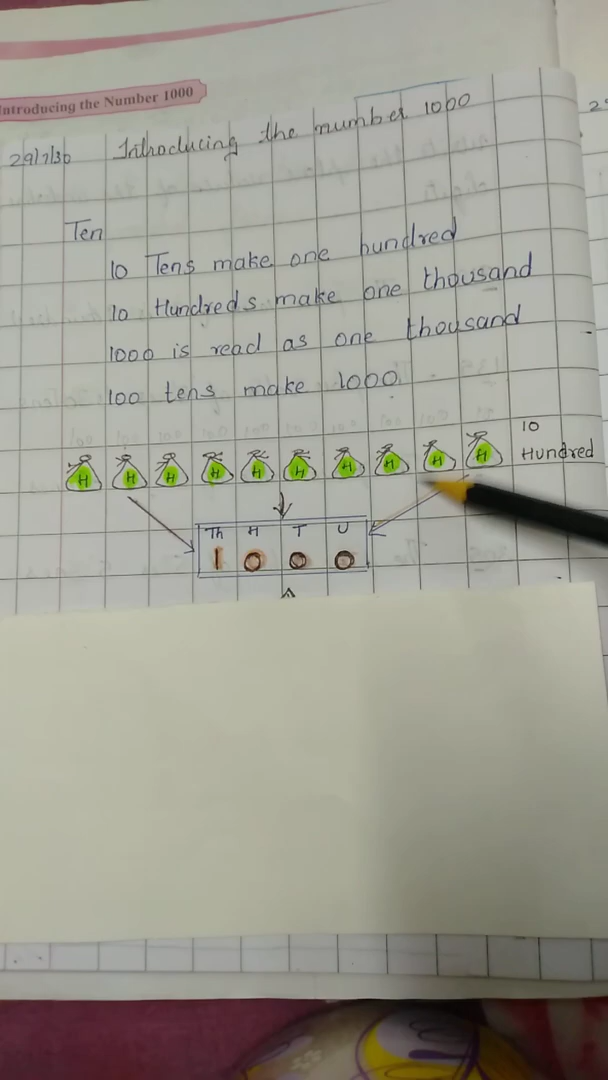 Introducing the Number 1000
29/7/30 Introducing the number 1000
Ten
10 Tens make one hundred
10 Hundreds make one thousand
1000 is read as one thousand
100 tens make 1000.
H H H H H H H H H H 10 Hundred
Th H T U
1 0 0 0